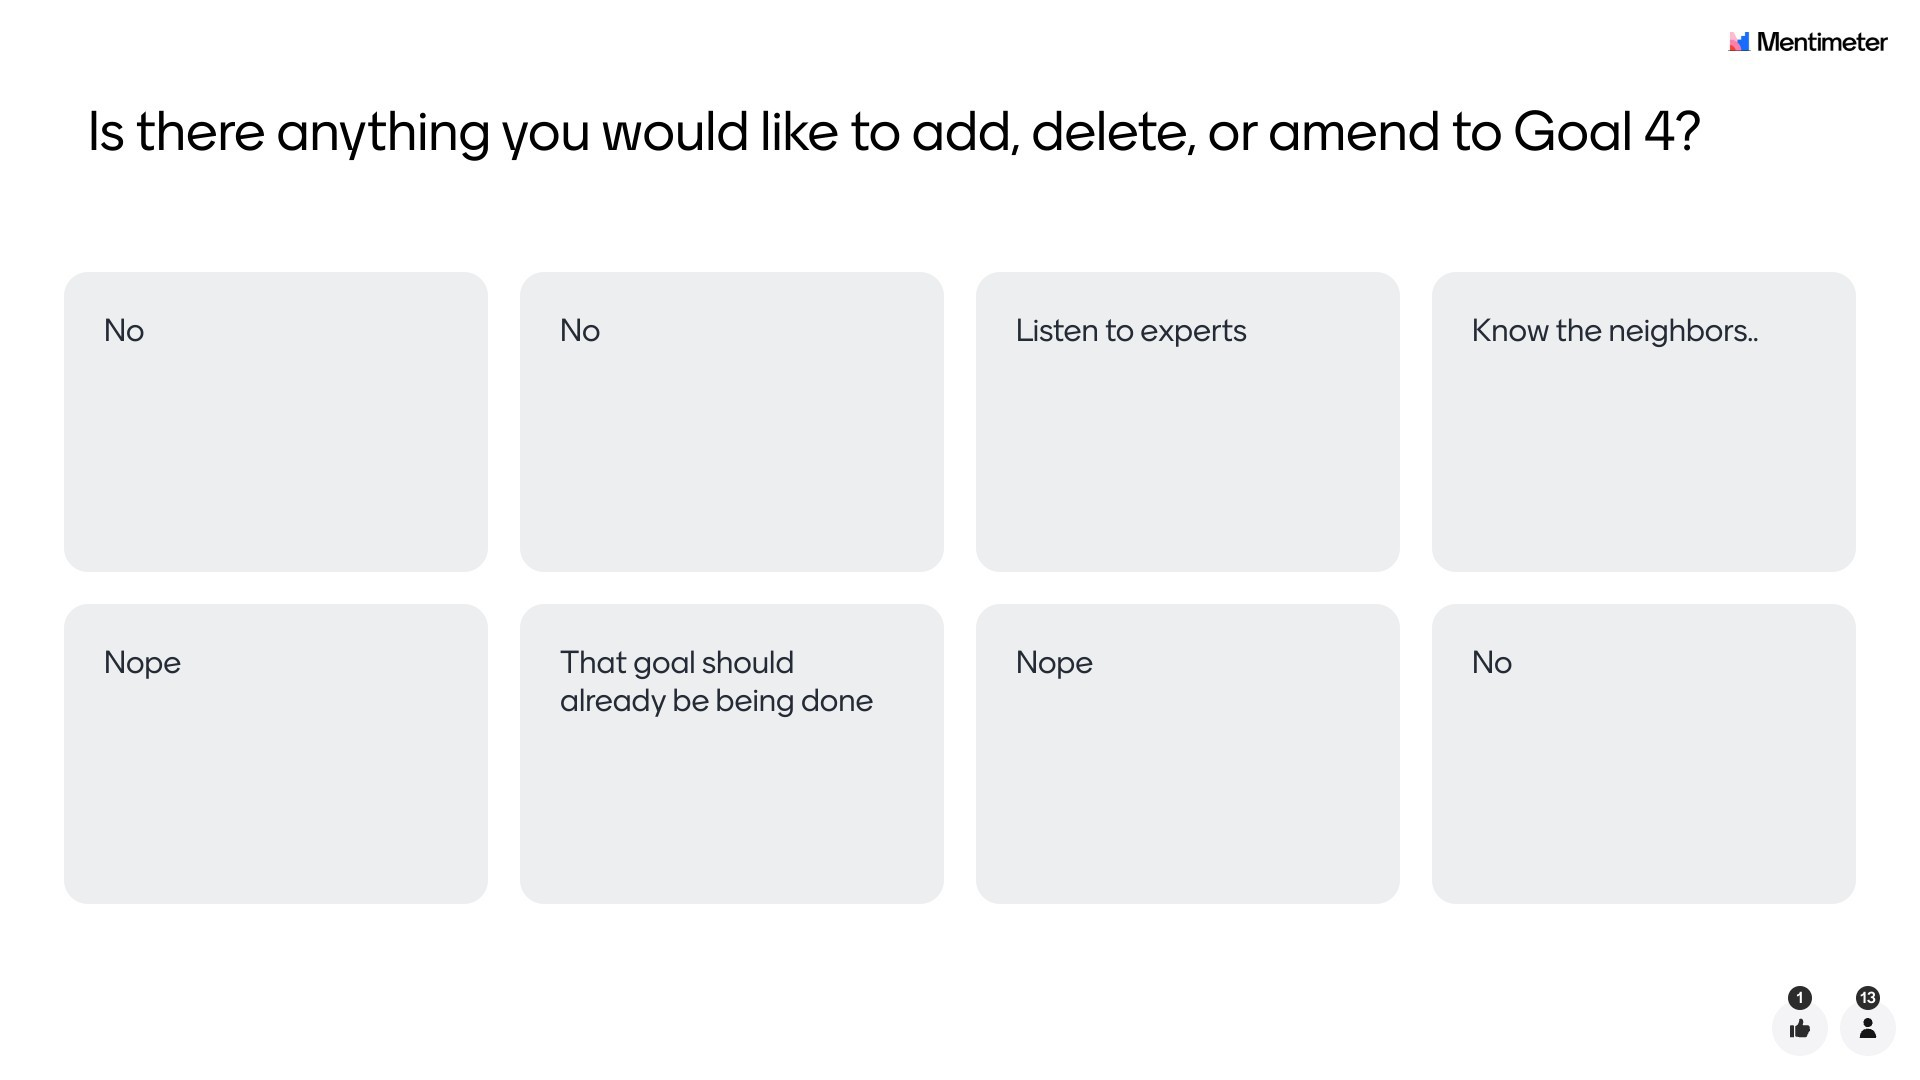 Mentimeter
Is there anything you would like to add, delete, or amend to Goal 4?
No
No
Listen to experts
Know the neighbors..
Nope
That goal should
already be being done
Nope
No
1
13